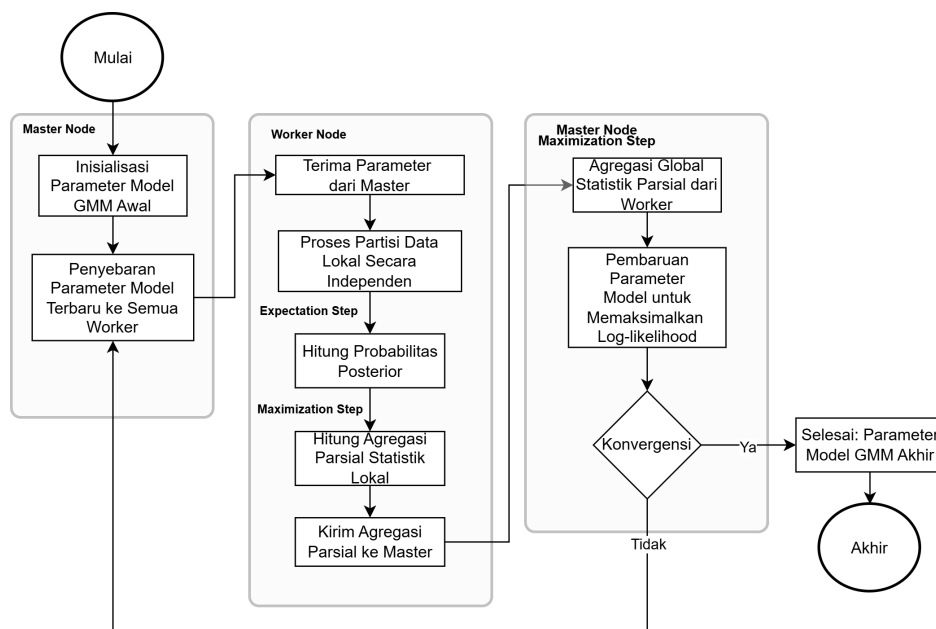 Mulai
Master Node
Inisialisasi
Parameter Model
GMM Awal
Penyebaran
Parameter Model
Terbaru ke Semua
Worker
Worker Node
Terima Parameter
dari Master
Proses Partisi Data
Lokal Secara
Independen
Expectation Step
Hitung Probabilitas
Posterior
Maximization Step
Hitung Agregasi
Parsial Statistik
Lokal
Kirim Agregasi
Parsial ke Master
Master Node
Maximization Step
Agregasi Global
Statistik Parsial dari
Worker
Pembaruan
Parameter
Model untuk
Memaksimalkan
Log-likelihood
Konvergensi
Ya
Tidak
Selesai: Parameter
Model GMM Akhir
Akhir